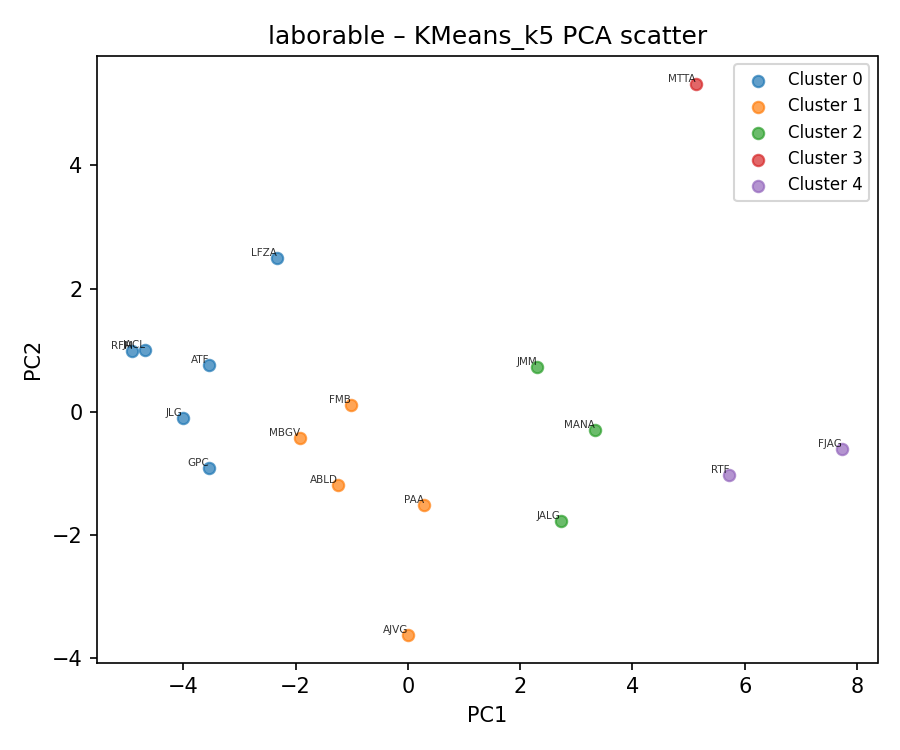 laborable – KMeans_k5 PCA scatter
MTTA
Cluster 0
Cluster 1
Cluster 2
Cluster 3
Cluster 4
4
LFZA
2
ATF
JMM
JLG
FMB
0
MBGV
MANA
FJAG
GPC
RTF
ABLD
PAA
JALG
−2
AJVG
−4
−4
−2
0
2
4
6
8
PC1
PC2